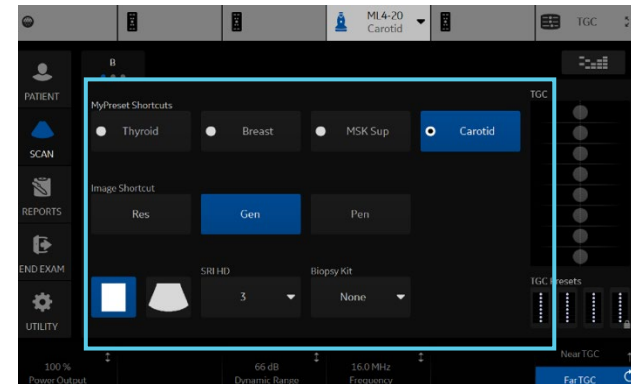 ML4-20
Carotid
TGC
B
PATIENT
SCAN
REPORTS
END EXAM
UTILITY
MyPreset Shortcuts
Thyroid
Breast
MSK Sup
Carotid
Image Shortcut
Res
Gen
Pen
SRI HD
3
Biopsy Kit
None
TGC
TGC Presets
100 %
Power Output
66 dB
Dynamic Range
16.0 MHz
Frequency
Near TGC
Far TGC